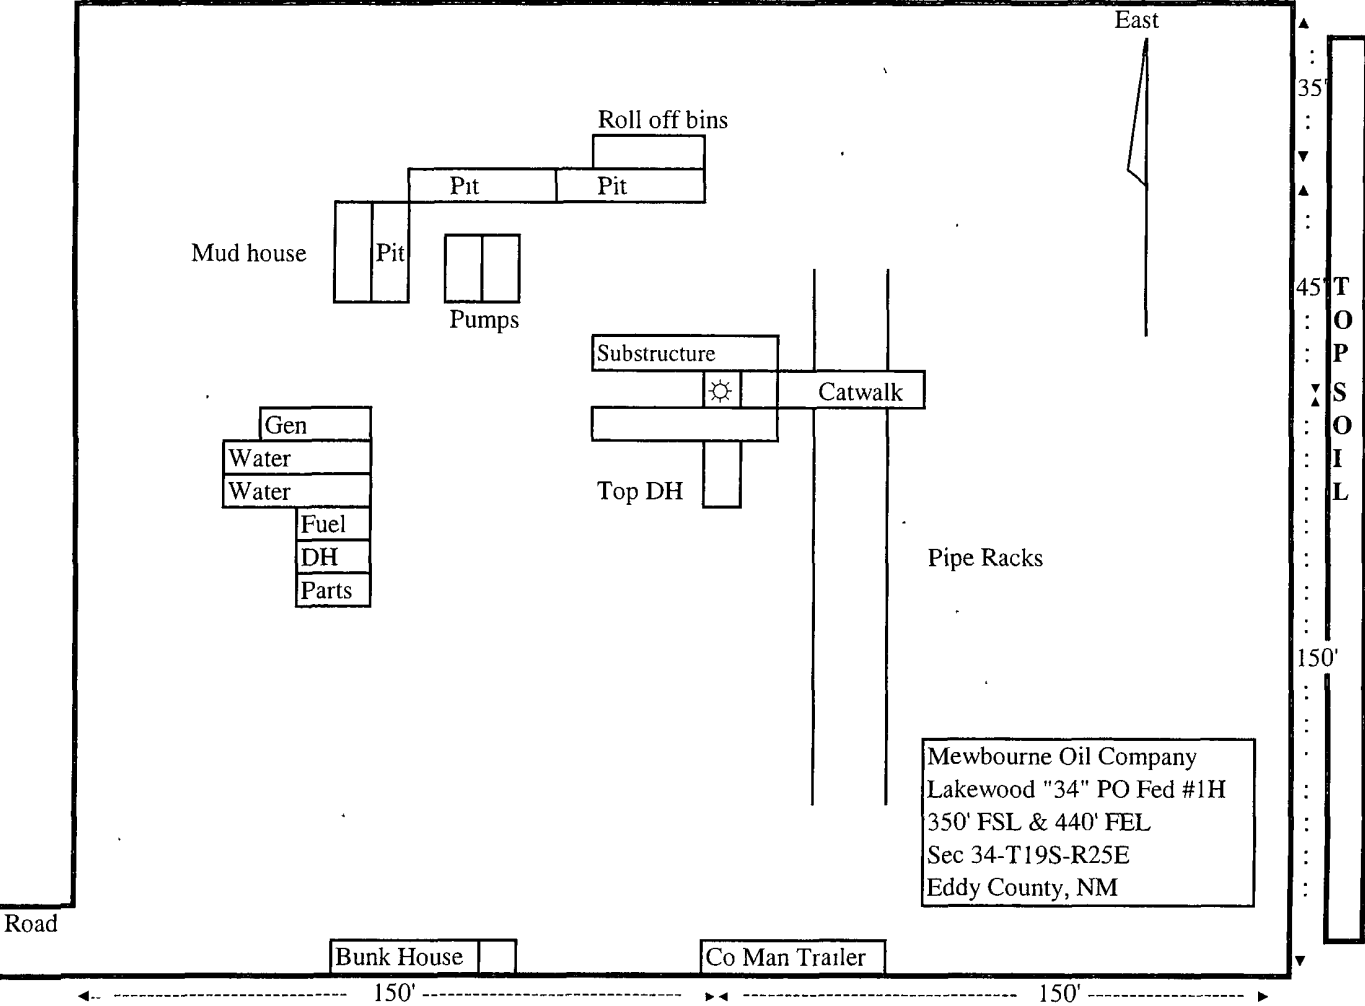 East
35'
Roll off bins
Pit
Pit
Mud house
Pit
Pumps
45'
TOPSOIL
Substructure
Catwalk
Gen
Water
Water
Top DH
Fuel
DH
Parts
Pipe Racks
150'
Mewbourne Oil Company
Lakewood "34" PO Fed #1H
350' FSL & 440' FEL
Sec 34-T19S-R25E
Eddy County, NM
Road
Bunk House
Co Man Trailer
150'
150'